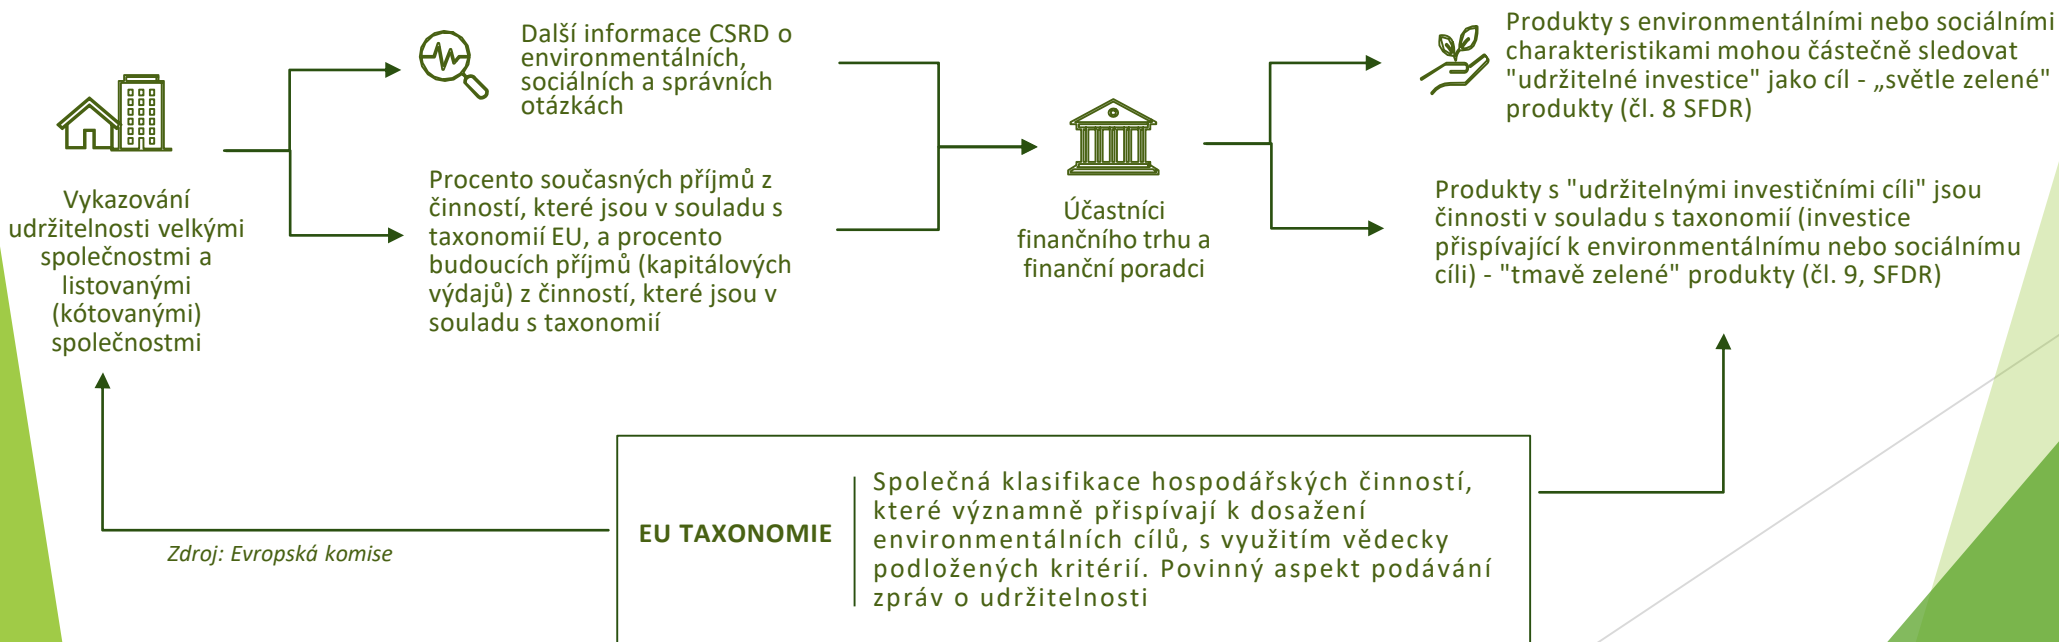 Vykazování
udržitelnosti velkými
společnostmi a
listovanými
(kótovanými)
společnostmi
Další informace CSRD o
environmentálních,
sociálních a správních
otázkách
Procento současných příjmů z
činností, které jsou v souladu s
taxonomií EU, a procento
budoucích příjmů (kapitálových
výdajů) z činností, které jsou v
souladu s taxonomií
Účastníci
finančního trhu a
finanční poradci
Produkty s environmentálními nebo sociálními
charakteristikami mohou částečně sledovat
"udržitelné investice" jako cíl - „světle zelené"
produkty (čl. 8 SFDR)
Produkty s "udržitelnými investičními cíli" jsou
činnosti v souladu s taxonomií (investice
přispívající k environmentálnímu nebo sociálnímu
cíli) - "tmavě zelené" produkty (čl. 9, SFDR)
Zdroj: Evropská komise
EU TAXONOMIE
Společná klasifikace hospodářských činností,
které významně přispívají k dosažení
environmentálních cílů, s využitím vědecky
podložených kritérií. Povinný aspekt podávání
zpráv o udržitelnosti